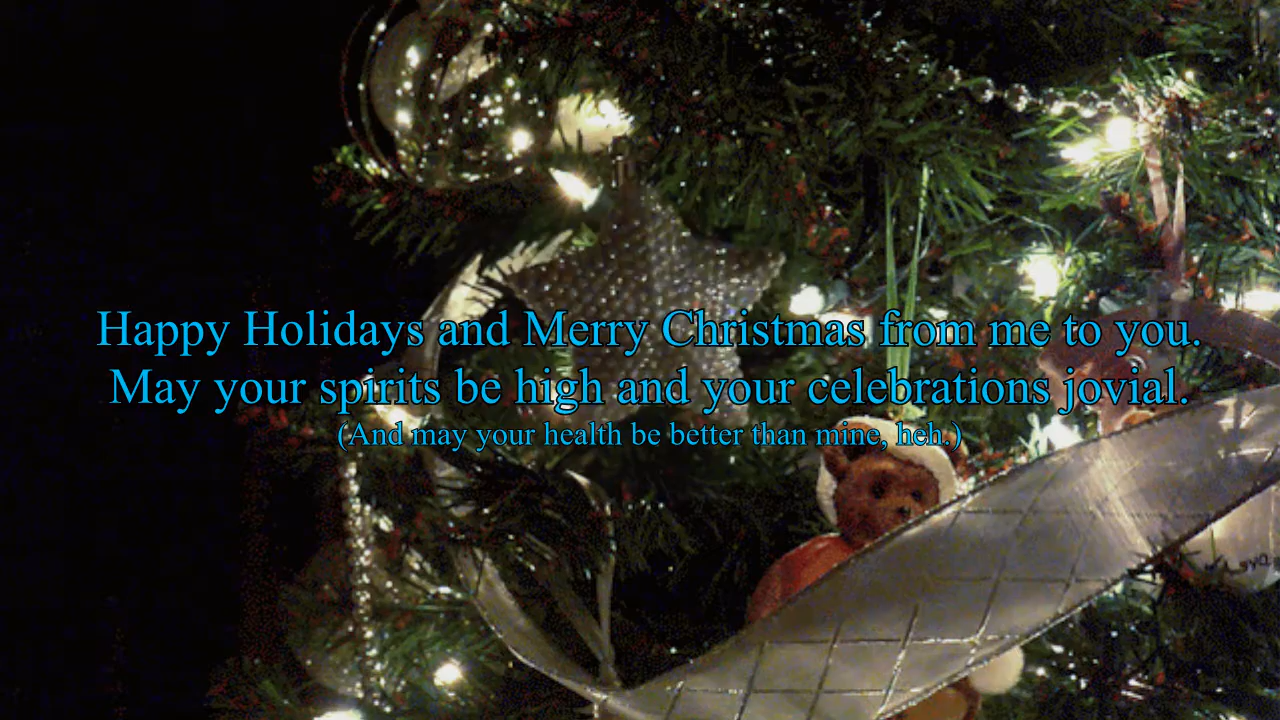 Happy Holidays and Merry Christmas from me to you.
May your spirits be high and your celebrations jovial.
(And may your health be better than mine, heh.)